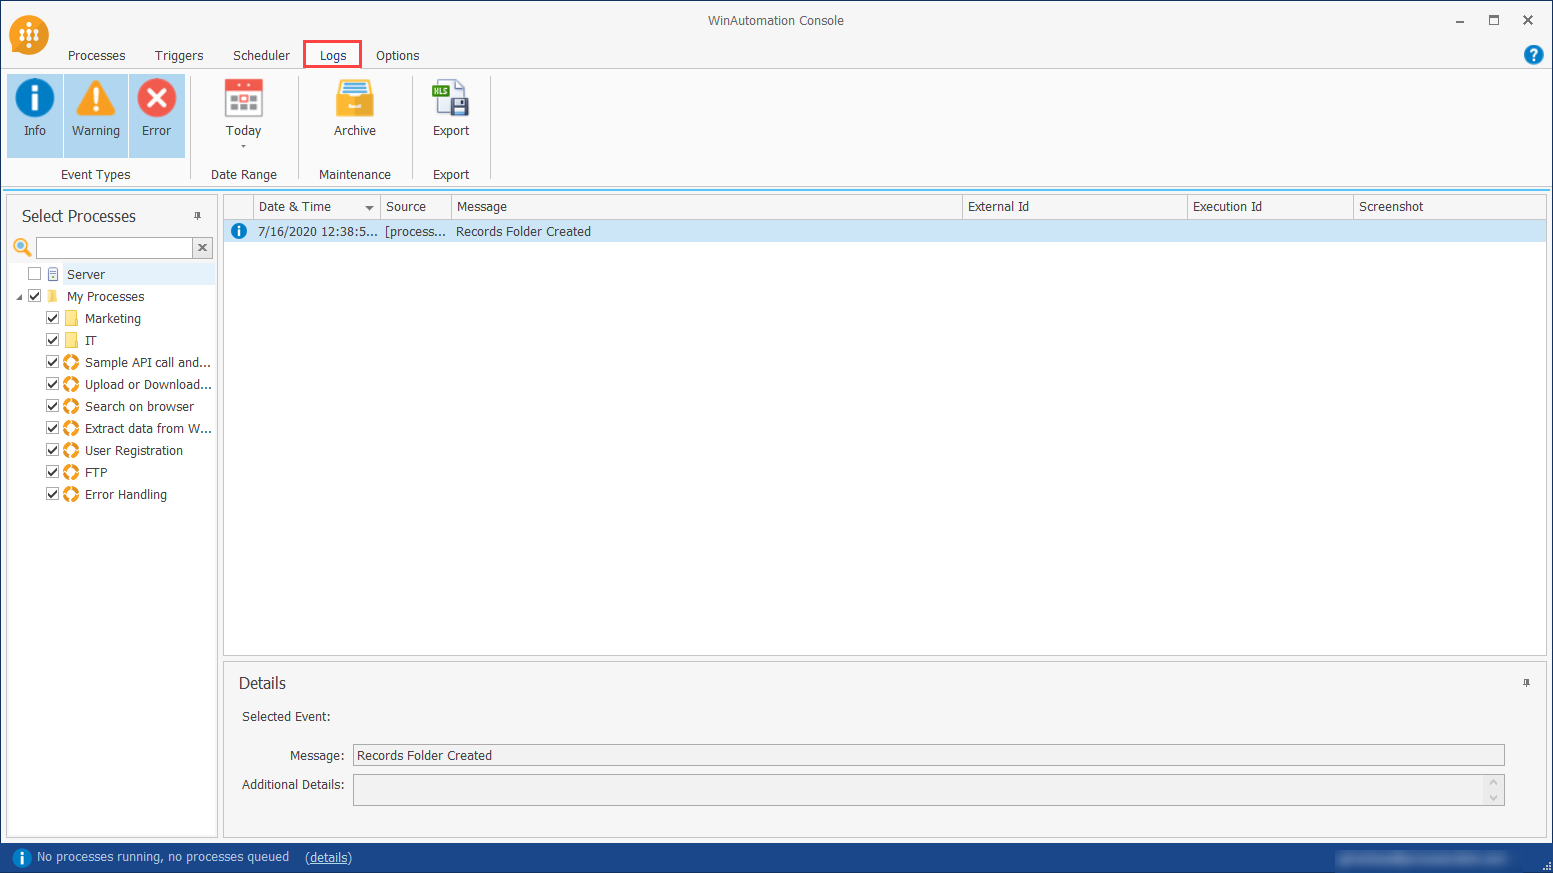 WinAutomation Console
Processes Triggers Scheduler Logs Options
?
Info Warning Error Today Archive XLS Export
Event Types Date Range Maintenance Export
Select Processes
Date & Time Source Message External Id Execution Id Screenshot
7/16/2020 12:38:5... [process... Records Folder Created
Server
My Processes
Marketing
IT
Sample API call and...
Upload or Download...
Search on browser
Extract data from W...
User Registration
FTP
Error Handling
Details
Selected Event:
Message: Records Folder Created
Additional Details:
No processes running, no processes queued (details)